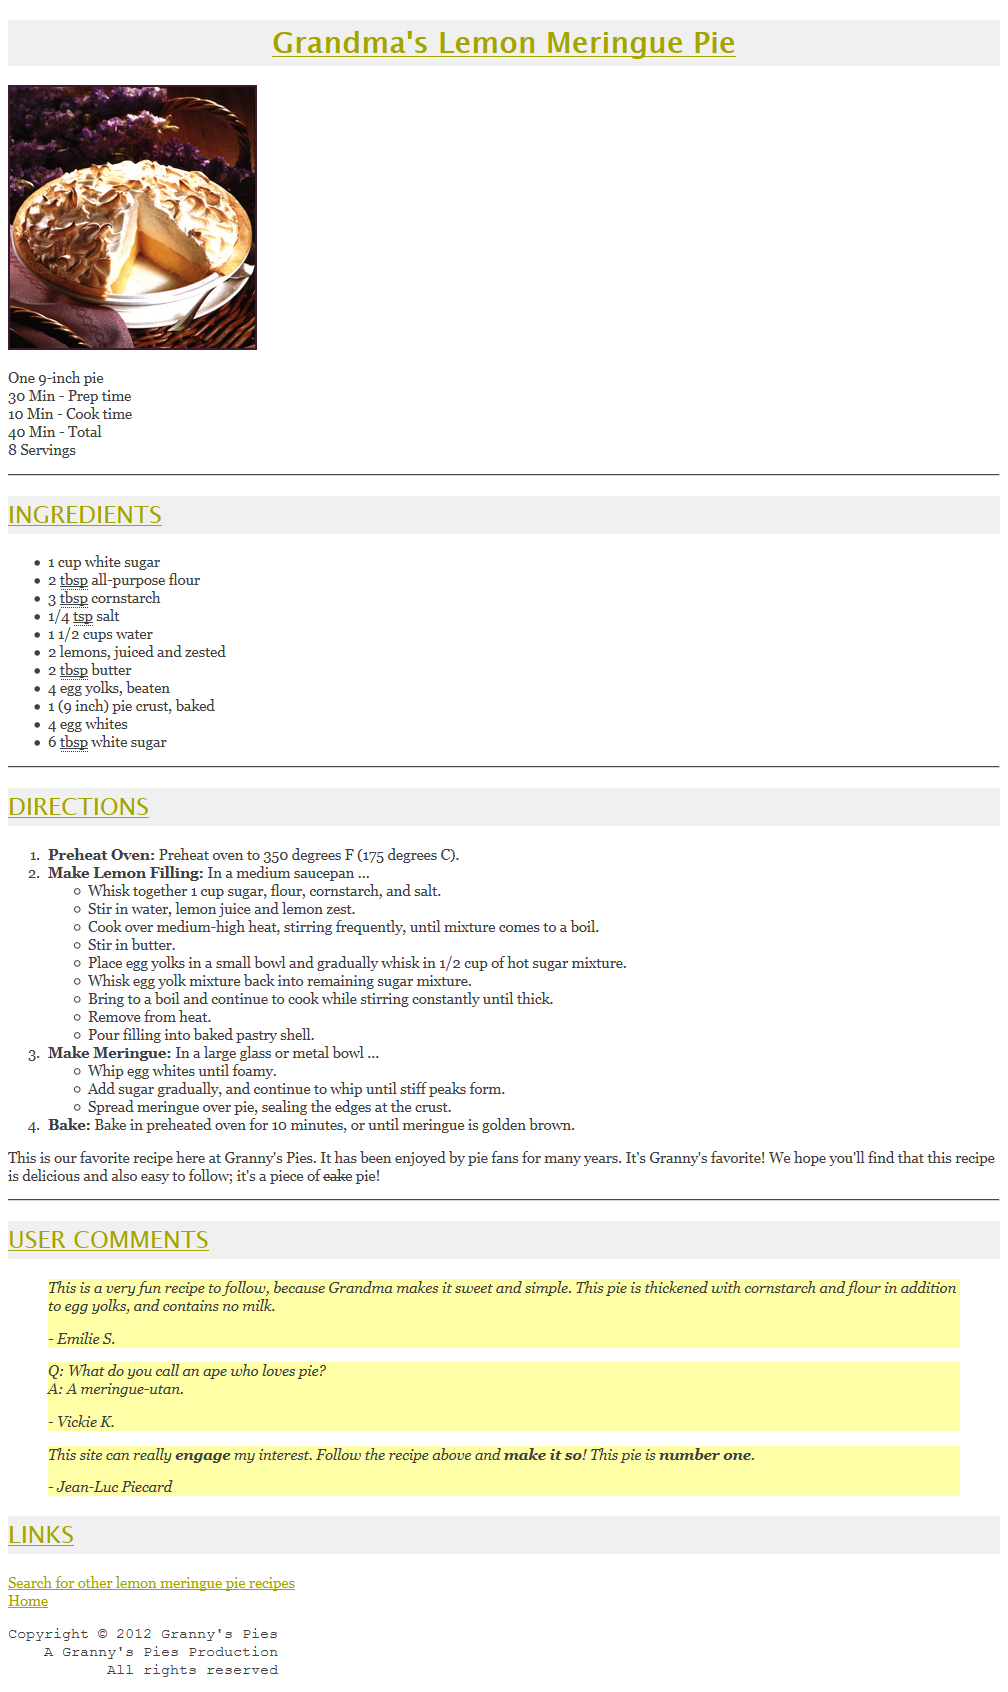 Grandma's Lemon Meringue Pie
One 9-inch pie
30 Min - Prep time
10 Min - Cook time
40 Min - Total
8 Servings
INGREDIENTS
• 1 cup white sugar
• 2 tbsp all-purpose flour
• 3 tbsp cornstarch
• 1/4 tsp salt
• 1 1/2 cups water
• 2 lemons, juiced and zested
• 2 tbsp butter
• 4 egg yolks, beaten
• 1 (9 inch) pie crust, baked
• 4 egg whites
• 6 tbsp white sugar
DIRECTIONS
1. Preheat Oven: Preheat oven to 350 degrees F (175 degrees C).
2. Make Lemon Filling: In a medium saucepan ...
○ Whisk together 1 cup sugar, flour, cornstarch, and salt.
○ Stir in water, lemon juice and lemon zest.
○ Cook over medium-high heat, stirring frequently, until mixture comes to a boil.
○ Stir in butter.
○ Place egg yolks in a small bowl and gradually whisk in 1/2 cup of hot sugar mixture.
○ Whisk egg yolk mixture back into remaining sugar mixture.
○ Bring to a boil and continue to cook while stirring constantly until thick.
○ Remove from heat.
○ Pour filling into baked pastry shell.
3. Make Meringue: In a large glass or metal bowl ...
○ Whip egg whites until foamy.
○ Add sugar gradually, and continue to whip until stiff peaks form.
○ Spread meringue over pie, sealing the edges at the crust.
4. Bake: Bake in preheated oven for 10 minutes, or until meringue is golden brown.
This is our favorite recipe here at Granny's Pies. It has been enjoyed by pie fans for many years. It's Granny's favorite! We hope you'll find that this recipe
is delicious and also easy to follow; it's a piece of cake pie!
USER COMMENTS
This is a very fun recipe to follow, because Grandma makes it sweet and simple. This pie is thickened with cornstarch and flour in addition
to egg yolks, and contains no milk.
- Emilie S.
Q: What do you call an ape who loves pie?
A: A meringue-utan.
- Vickie K.
This site can really engage my interest. Follow the recipe above and make it so! This pie is number one.
- Jean-Luc Piecard
LINKS
Search for other lemon meringue pie recipes
Home
Copyright © 2012 Granny's Pies
A Granny's Pies Production
All rights reserved